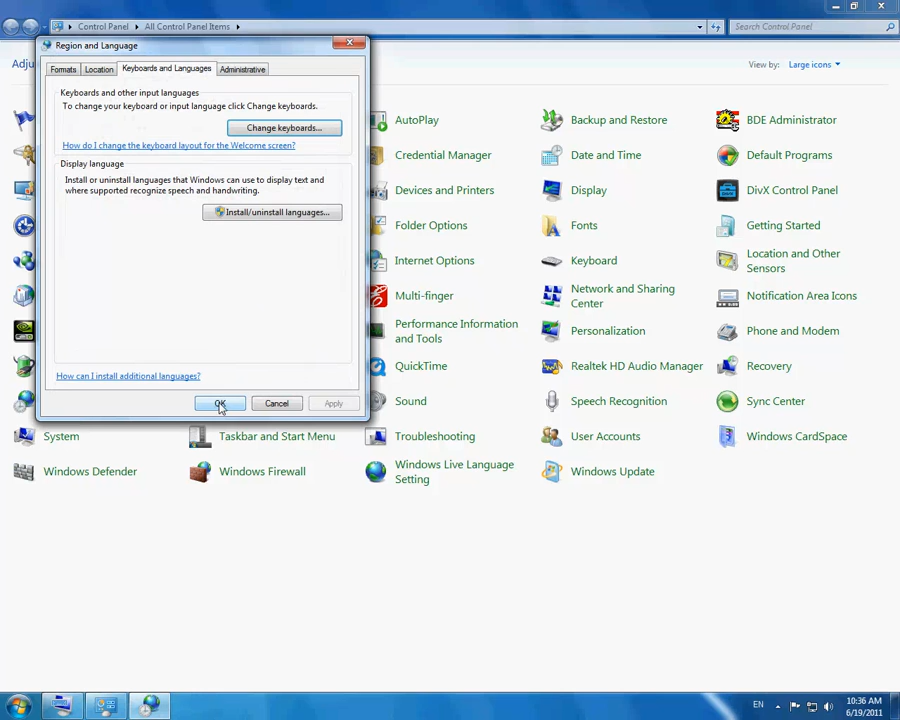 Control Panel
All Control Panel Items
Search Control Panel
Region and Language
View by:
Large icons
Formats
Location
Keyboards and Languages
Administrative
Keyboards and other input languages
To change your keyboard or input language click Change keyboards.
Change keyboards...
How do I change the keyboard layout for the Welcome screen?
Display language
Install or uninstall languages that Windows can use to display text and
where supported recognize speech and handwriting.
Install/uninstall languages...
How can I install additional languages?
OK
Cancel
Apply
AutoPlay
Backup and Restore
BDE Administrator
Credential Manager
Date and Time
Default Programs
Devices and Printers
Display
DivX Control Panel
Folder Options
Fonts
Getting Started
Internet Options
Keyboard
Location and Other
Sensors
Multi-finger
Network and Sharing
Center
Notification Area Icons
Performance Information
and Tools
Personalization
Phone and Modem
QuickTime
Realtek HD Audio Manager
Recovery
Sound
Speech Recognition
Sync Center
System
Taskbar and Start Menu
Troubleshooting
User Accounts
Windows CardSpace
Windows Defender
Windows Firewall
Windows Live Language
Setting
Windows Update
EN
10:36 AM
6/19/2011